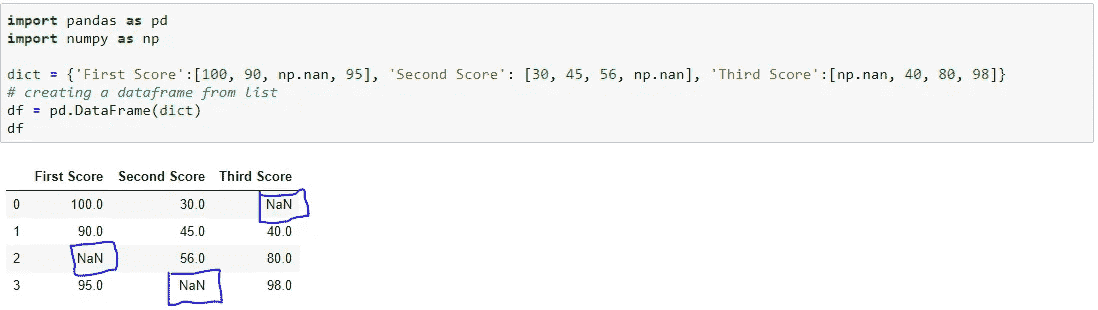 import pandas as pd
import numpy as np
dict = {'First Score':[100, 90, np.nan, 95], 'Second Score': [30, 45, 56, np.nan], 'Third Score':[np.nan, 40, 80, 98]}
# creating a dataframe from list
df = pd.DataFrame(dict)
df
First Score Second Score Third Score
0 100.0 30.0 NaN
1 90.0 45.0 40.0
2 NaN 56.0 80.0
3 95.0 NaN 98.0